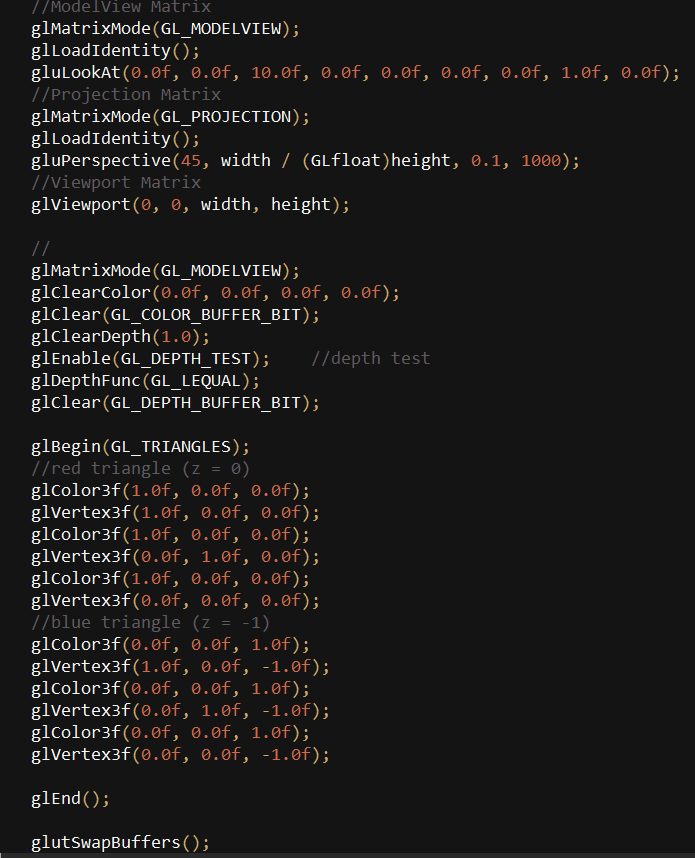 //ModelView Matrix
glMatrixMode(GL_MODELVIEW);
glLoadIdentity();
gluLookAt(0.0f, 0.0f, 10.0f, 0.0f, 0.0f, 0.0f, 0.0f, 1.0f, 0.0f);
//Projection Matrix
glMatrixMode(GL_PROJECTION);
glLoadIdentity();
gluPerspective(45, width / (GLfloat)height, 0.1, 1000);
//Viewport Matrix
glViewport(0, 0, width, height);
//
glMatrixMode(GL_MODELVIEW);
glClearColor(0.0f, 0.0f, 0.0f, 0.0f);
glClear(GL_COLOR_BUFFER_BIT);
glClearDepth(1.0);
glEnable(GL_DEPTH_TEST);    //depth test
glDepthFunc(GL_LEQUAL);
glClear(GL_DEPTH_BUFFER_BIT);
glBegin(GL_TRIANGLES);
//red triangle (z = 0)
glColor3f(1.0f, 0.0f, 0.0f);
glVertex3f(1.0f, 0.0f, 0.0f);
glColor3f(1.0f, 0.0f, 0.0f);
glVertex3f(0.0f, 1.0f, 0.0f);
glColor3f(1.0f, 0.0f, 0.0f);
glVertex3f(0.0f, 0.0f, 0.0f);
//blue triangle (z = -1)
glColor3f(0.0f, 0.0f, 1.0f);
glVertex3f(1.0f, 0.0f, -1.0f);
glColor3f(0.0f, 0.0f, 1.0f);
glVertex3f(0.0f, 1.0f, -1.0f);
glColor3f(0.0f, 0.0f, 1.0f);
glVertex3f(0.0f, 0.0f, -1.0f);
glEnd();
glutSwapBuffers();